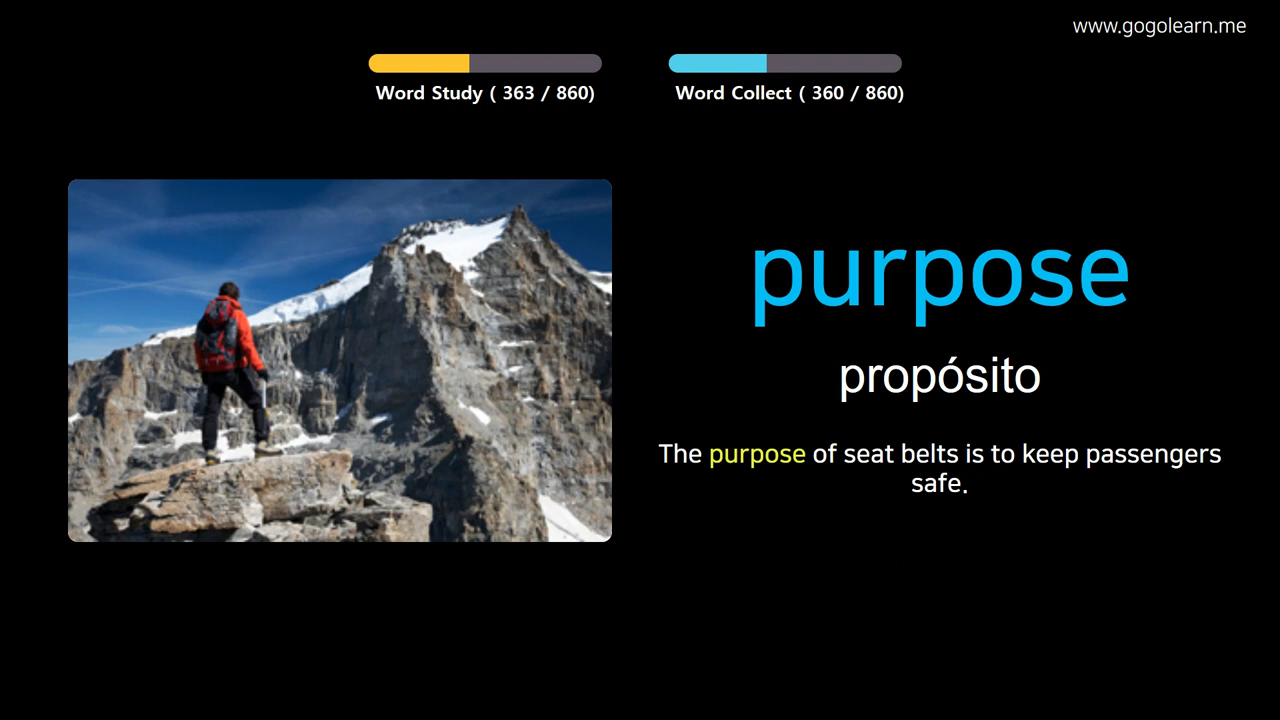 www.gogolearn.me
Word Study ( 363 / 860)
Word Collect ( 360 / 860)
purpose
propósito
The purpose of seat belts is to keep passengers
safe.